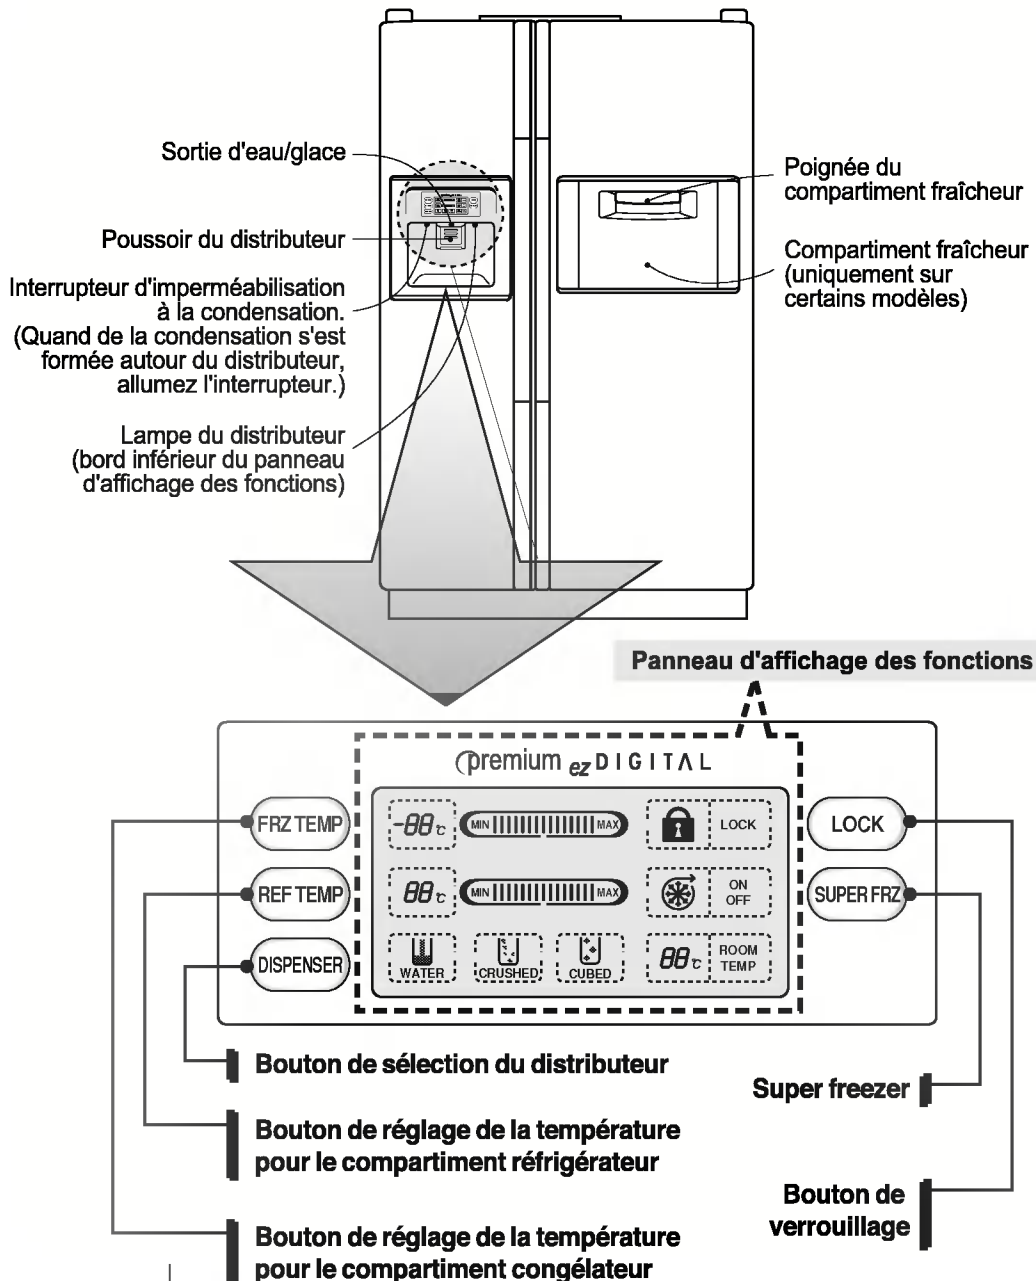 Sortie d'eau/glace
Poussoir du distributeur
Interrupteur d'imperméabilisation
à la condensation.
(Quand de la condensation s'est
formée autour du distributeur,
allumez l'interrupteur.)
Lampe du distributeur
(bord inférieur du panneau
d'affichage des fonctions)
Poignée du
compartiment fraîcheur
Compartiment fraîcheur
(uniquement sur
certains modèles)
Panneau d'affichage des fonctions
premium ez DIGITAL
FRZ TEMP
REF TEMP
DISPENSER
-88 °C
MIN MAX
LOCK
88 °C
MIN MAX
ON
OFF
WATER
CRUSHED
CUBED
88 °C
ROOM
TEMP
LOCK
SUPER FRZ
Bouton de sélection du distributeur
Bouton de réglage de la température
pour le compartiment réfrigérateur
Bouton de réglage de la température
pour le compartiment congélateur
Super freezer
Bouton de
verrouillage